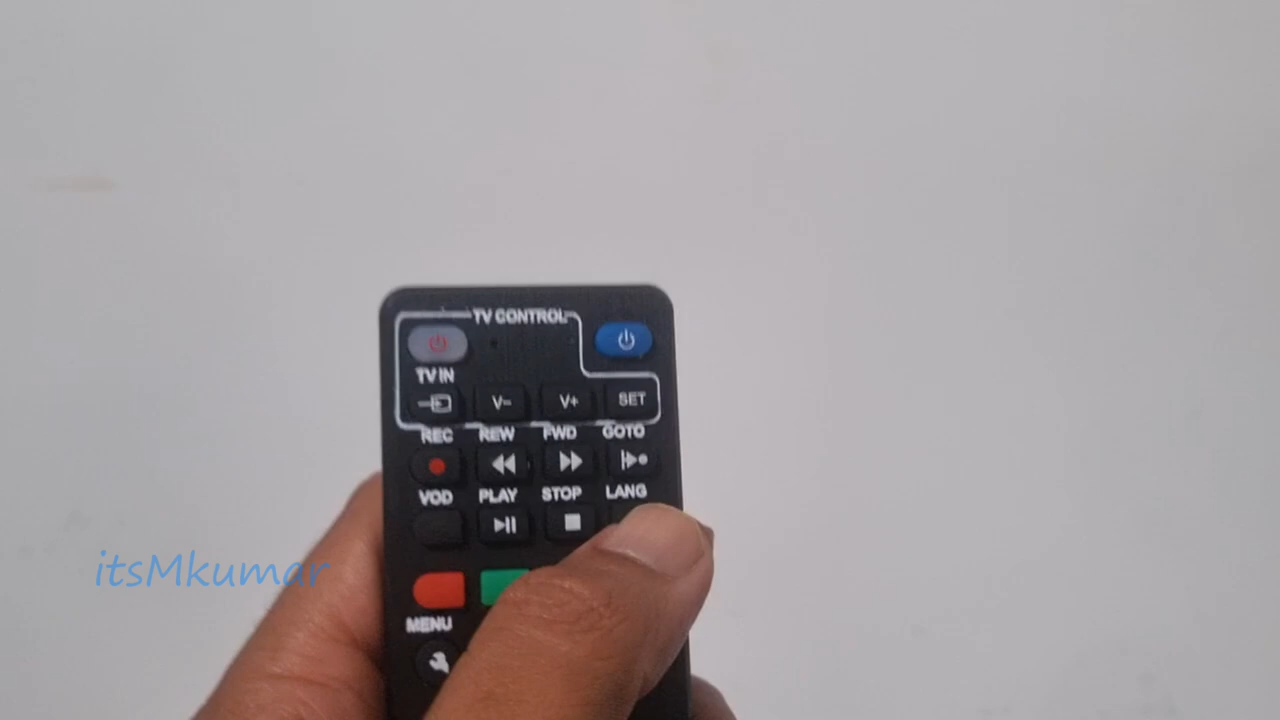 TV CONTROL
TV IN
V- V+ SET
REC REW FWD GOTO
VOD PLAY STOP LANG
itsMkumar
MENU